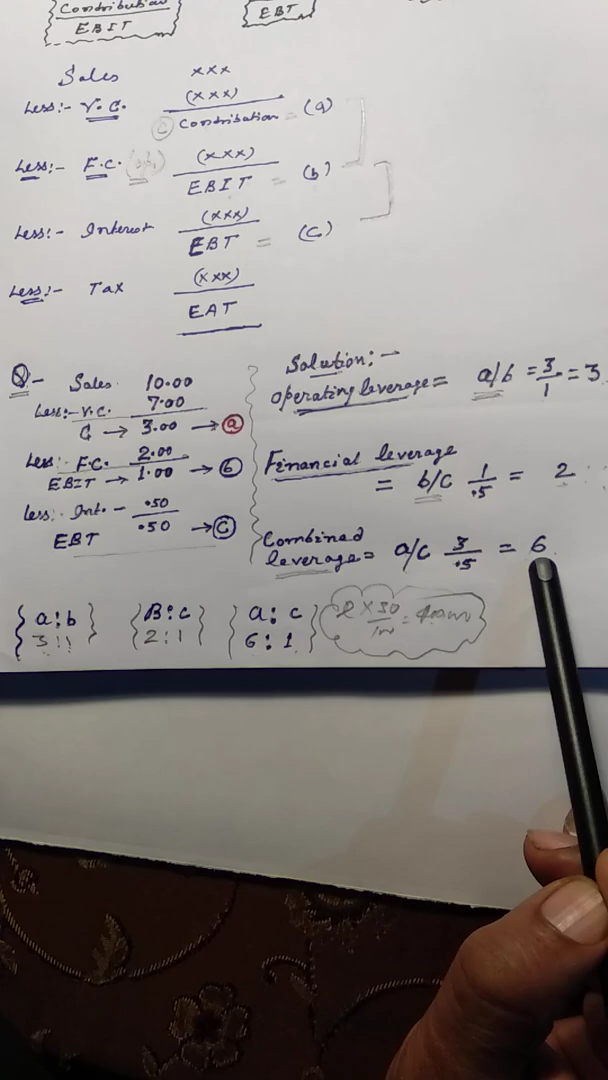 Contribution
EBIT
EBT
Sales xxx
Less:- V.C. (xxx)
© Contribution = (a)
Less:- F.C. (xxx)
EBIT = (b)
Less:- Interest (xxx)
EBT = (C)
Less:- Tax (xxx)
EAT
Q- Sales 10.00
Less:- V.C. 7.00
C → 3.00 → a
Less:- F.C. 2.00
EBIT → 1.00 → b
Less:- Int. - .50
EBT .50 → C
Solution:-
Operating leverage = a/b = 3/1 = 3
Financial leverage
= b/c 1/.5 = 2
Combined
leverage = a/c 3/.5 = 6
a:b B:c a:c
3:1 2:1 6:1